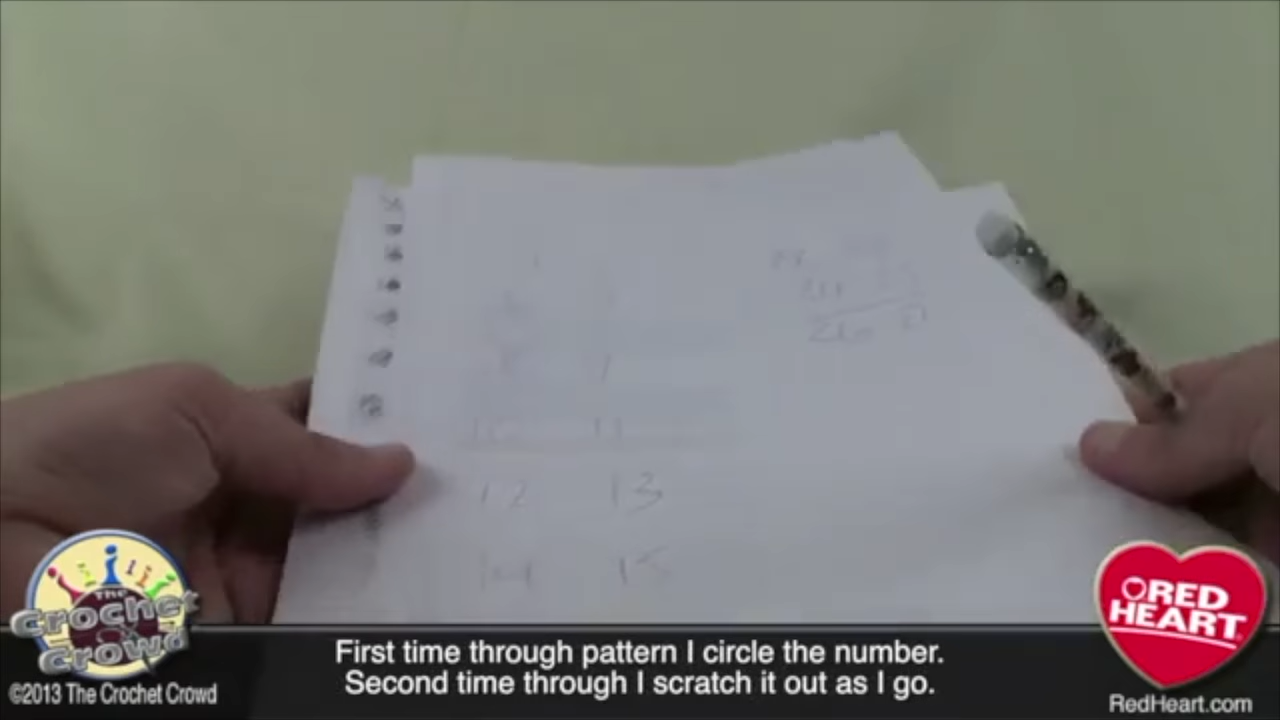 12 13
14 15
The
Crochet
Crowd
©2013 The Crochet Crowd
First time through pattern I circle the number.
Second time through I scratch it out as I go.
RED
HEART
RedHeart.com